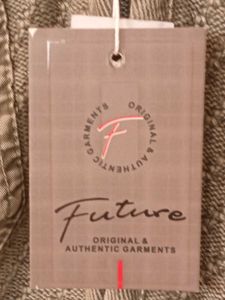 ORIGINAL & AUTHENTIC GARMENTS
F
Future
ORIGINAL &
AUTHENTIC GARMENTS